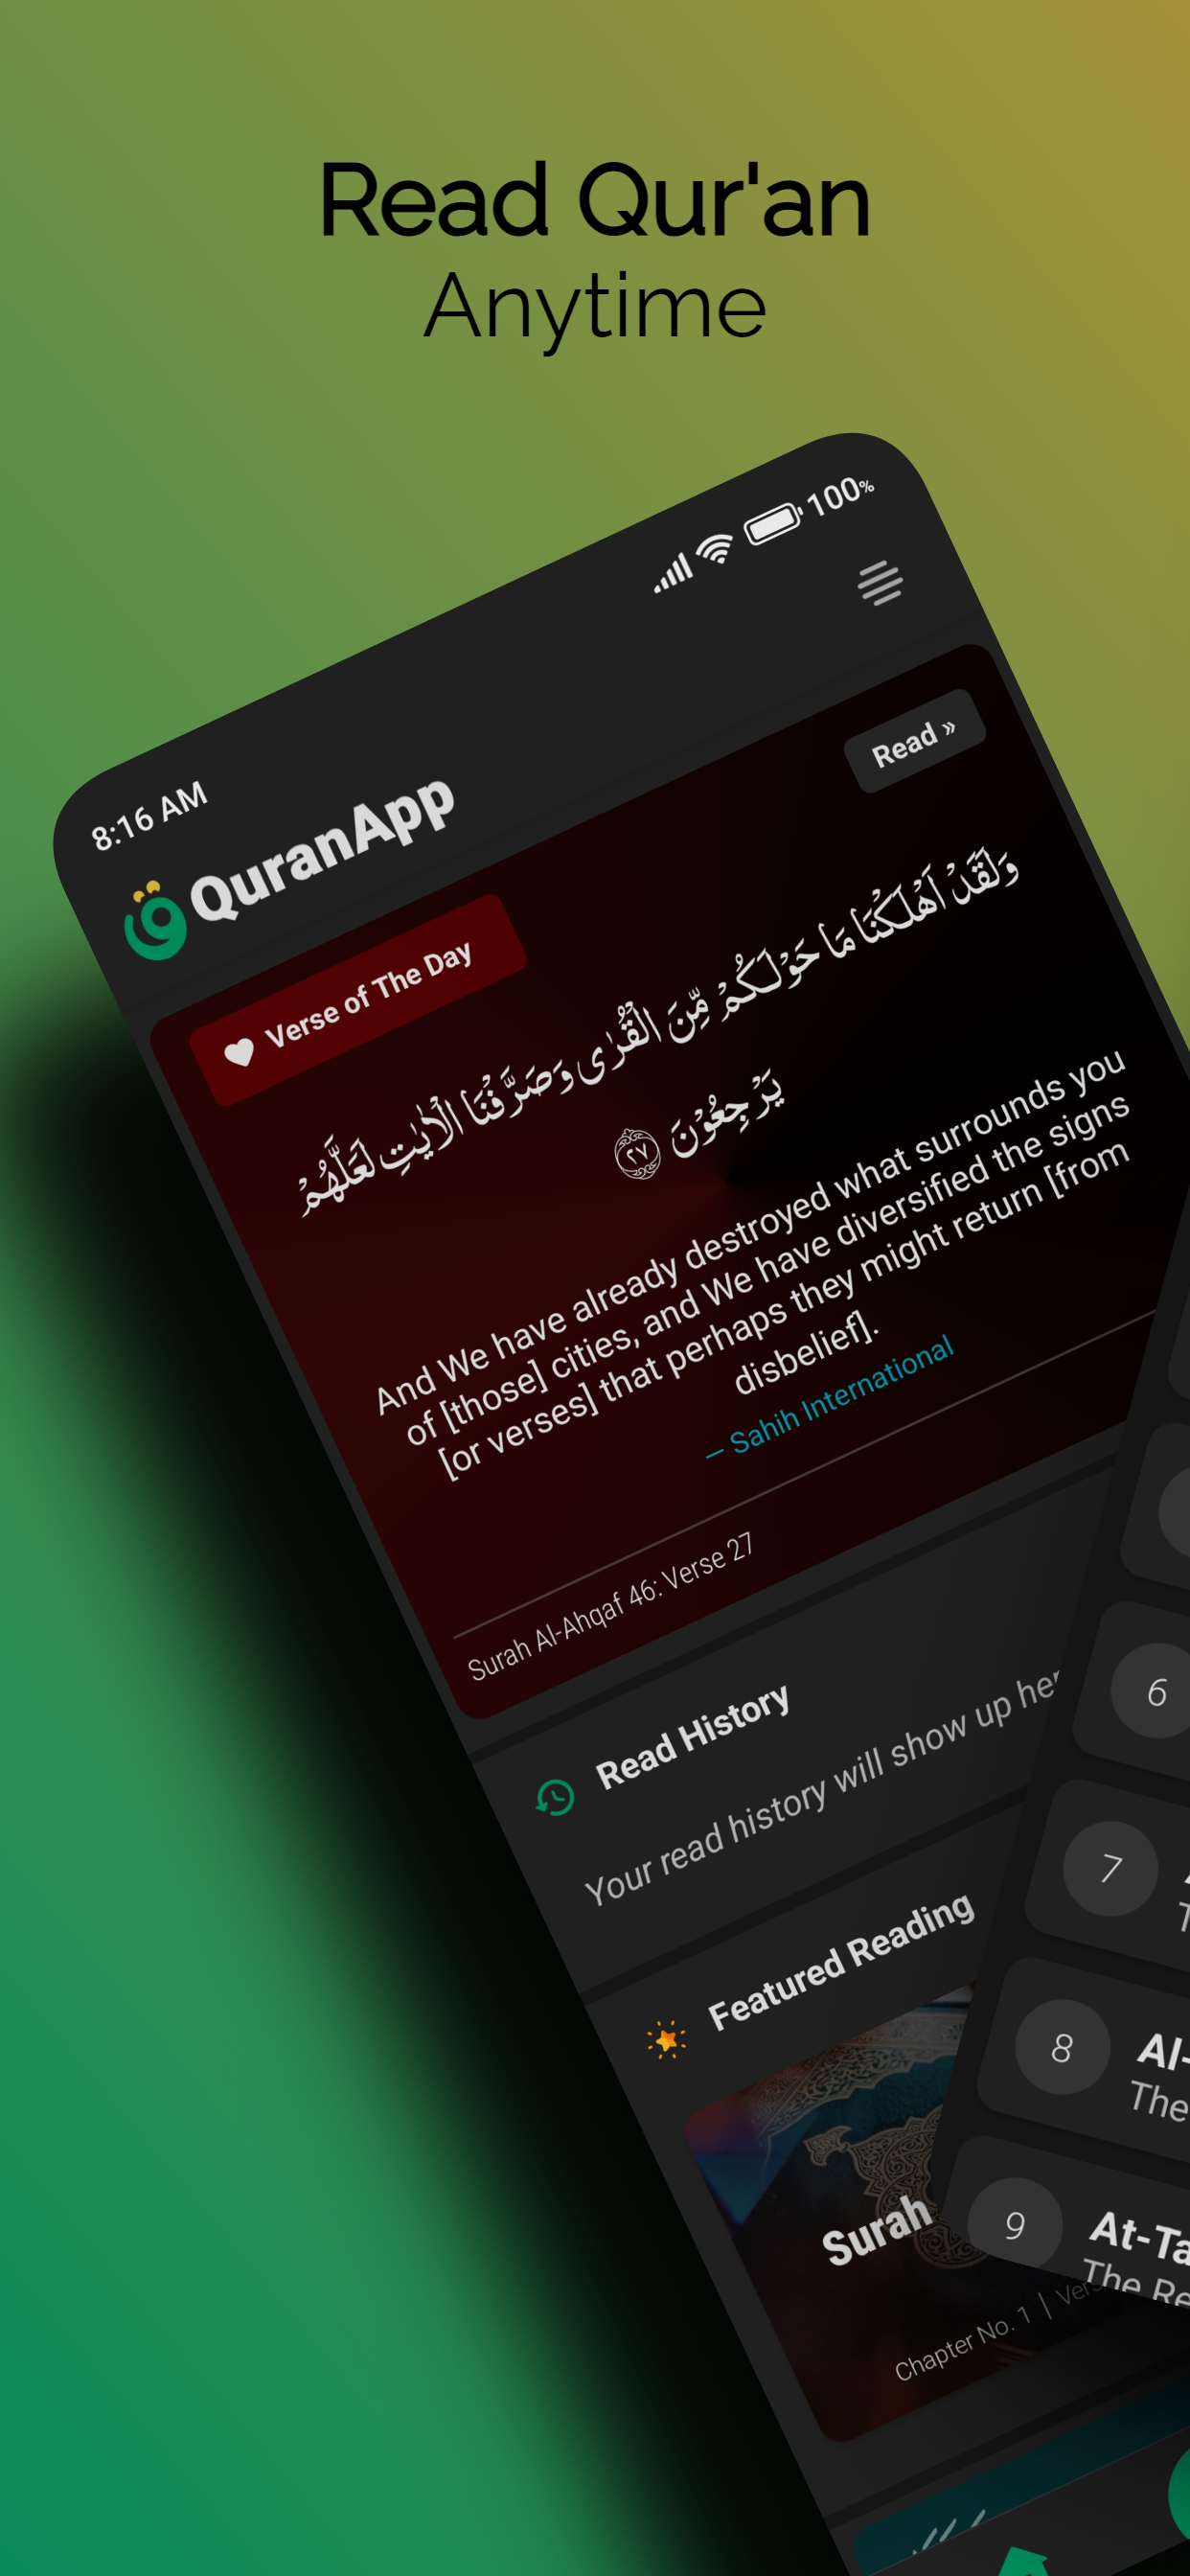 Read Qur'an
Anytime
8:16 AM
100%
QuranApp
Verse of The Day
Read »
وَلَقَدْ اَهْلَكْنَا مَا حَوْلَكُمْ مِّنَ الْقُرٰى وَصَرَّفْنَا الْاٰيٰتِ لَعَلَّهُمْ
يَرْجِعُوْنَ ٢٧
And We have already destroyed what surrounds you
of [those] cities, and We have diversified the signs
[or verses] that perhaps they might return [from
disbelief].
— Sahih International
Surah Al-Ahqaf 46: Verse 27
Read History
Your read history will show up her
Featured Reading
Surah
Chapter No. 1 | Vers
6
7
8
Al-
The
9
At-Ta
The Re